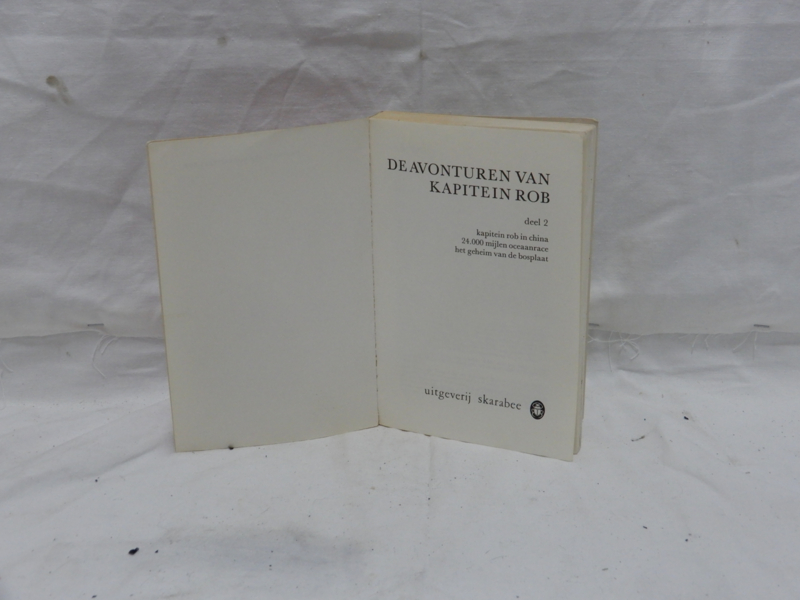 DE AVONTUREN VAN
KAPITEIN ROB
deel 2
kapitein rob in china
24.000 mijlen oceaanrace
het geheim van de bosplaat
uitgeverij skarabee